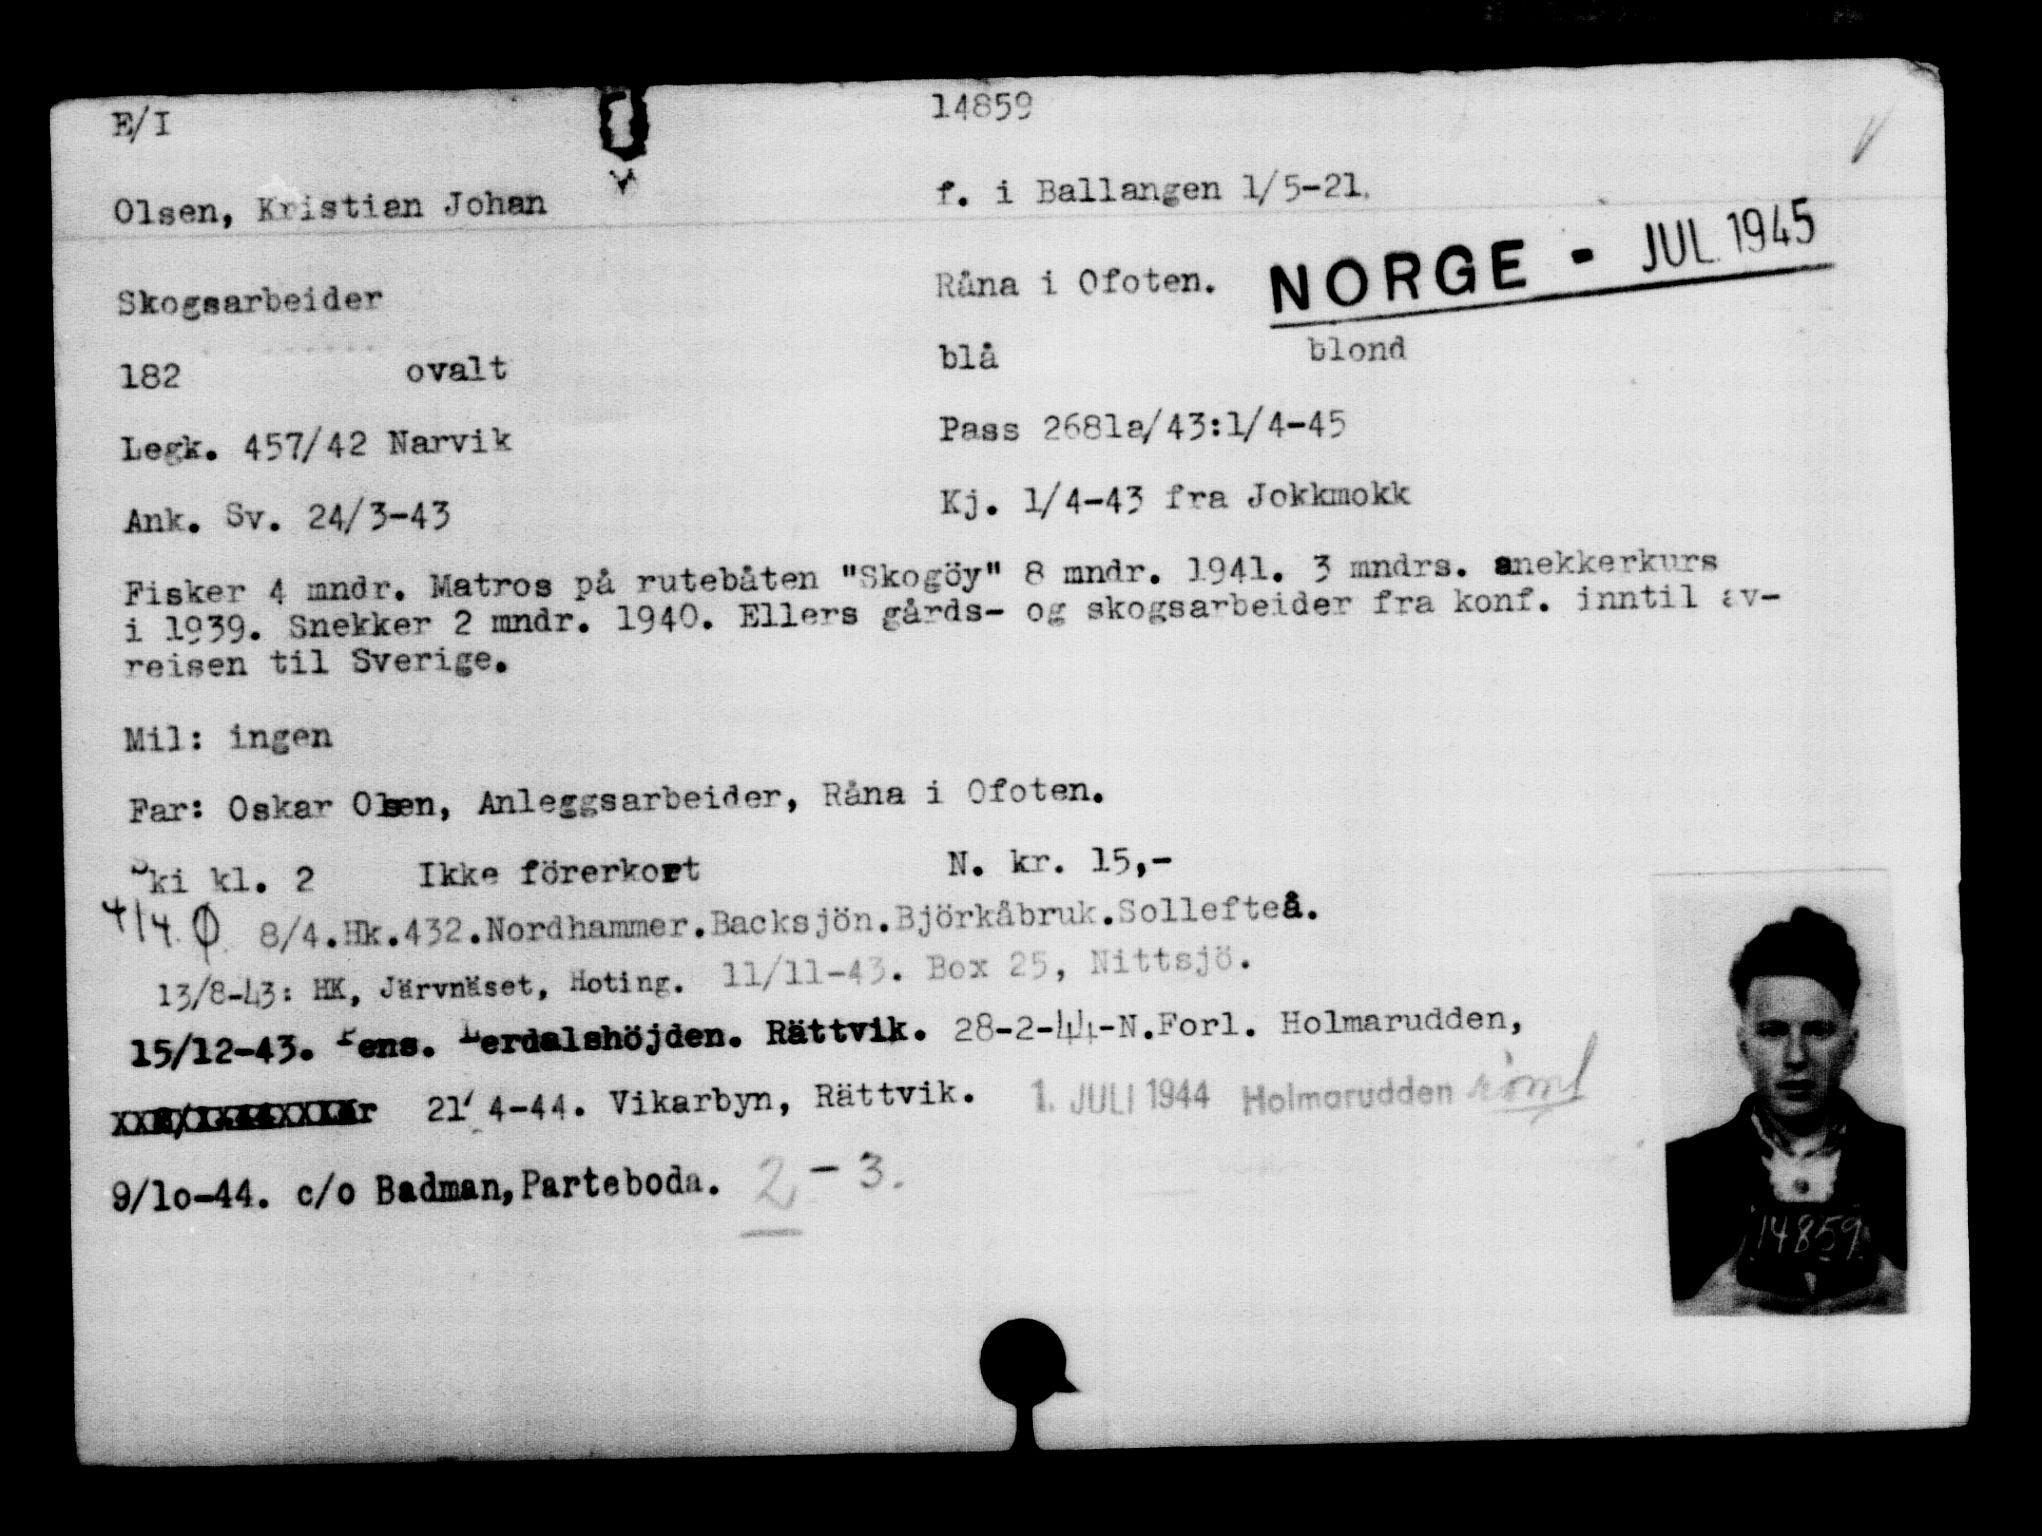 E/I 14859
Olsen, Kristian Johan f. i Ballangen 1/5-21.
Skogsarbeider Råna i Ofoten. NORGE - JUL. 1945
182 ovalt blå blond
Legk. 457/42 Narvik Pass 2681a/43:1/4-45
Ank. Sv. 24/3-43 Kj. 1/4-43 fra Jokkmokk
Fisker 4 mndr. Matros på rutebåten "Skogöy" 8 mndr. 1941. 3 mndrs. snekkerkurs
i 1939. Snekker 2 mndr. 1940. Ellers gårds- og skogsarbeider fra konf. inntil av-
reisen til Sverige.
Mil: ingen
Far: Oskar Olsen, Anleggsarbeider, Råna i Ofoten.
Ski kl. 2 Ikke förerkort N. kr. 15,-
4/4. Ø 8/4.Hk.432.Nordhammer.Backsjön.Björkåbruk.Sollefteå.
13/8-43: HK, Järvnäset, Hoting. 11/11-43. Box 25, Nittsjö.
15/12-43. Pens. Lerdalshöjden. Rättvik. 28-2-44-N.Forl. Holmarudden,
21/4-44. Vikarbyn, Rättvik. 1. JULI 1944 Holmarudden
9/lo-44. c/o Badman,Parteboda. 2 - 3.
14859